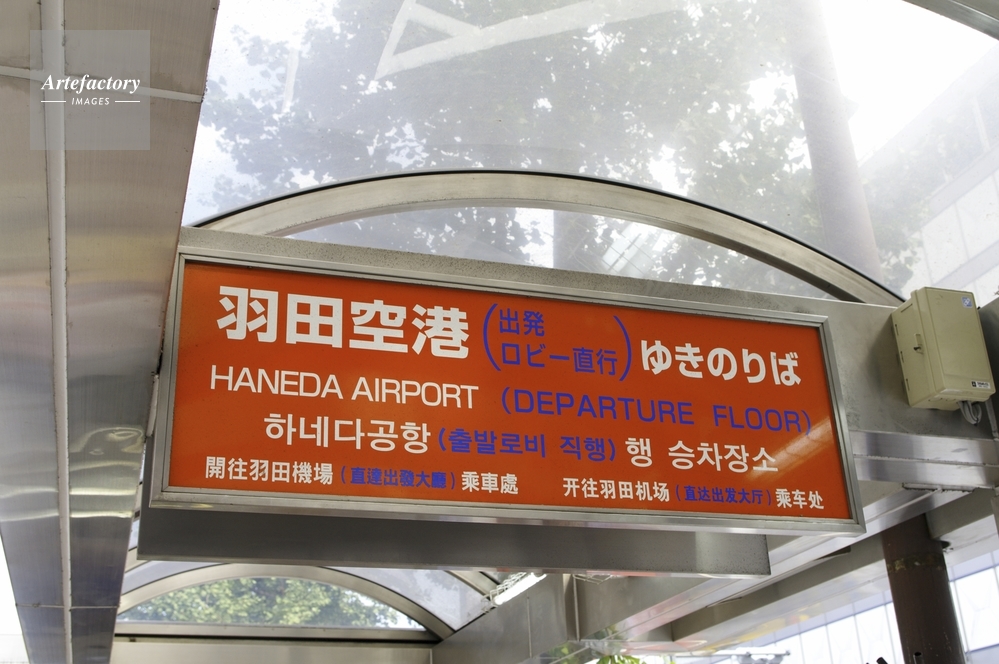 Artefactory
IMAGES
羽田空港(出発ロビー直行)ゆきのりば
HANEDA AIRPORT (DEPARTURE FLOOR)
하네다공항(출발로비 직행)행 승차장소
開往羽田機場(直達出發大廳)乘車處 开往羽田机场(直达出发大厅)乘车处